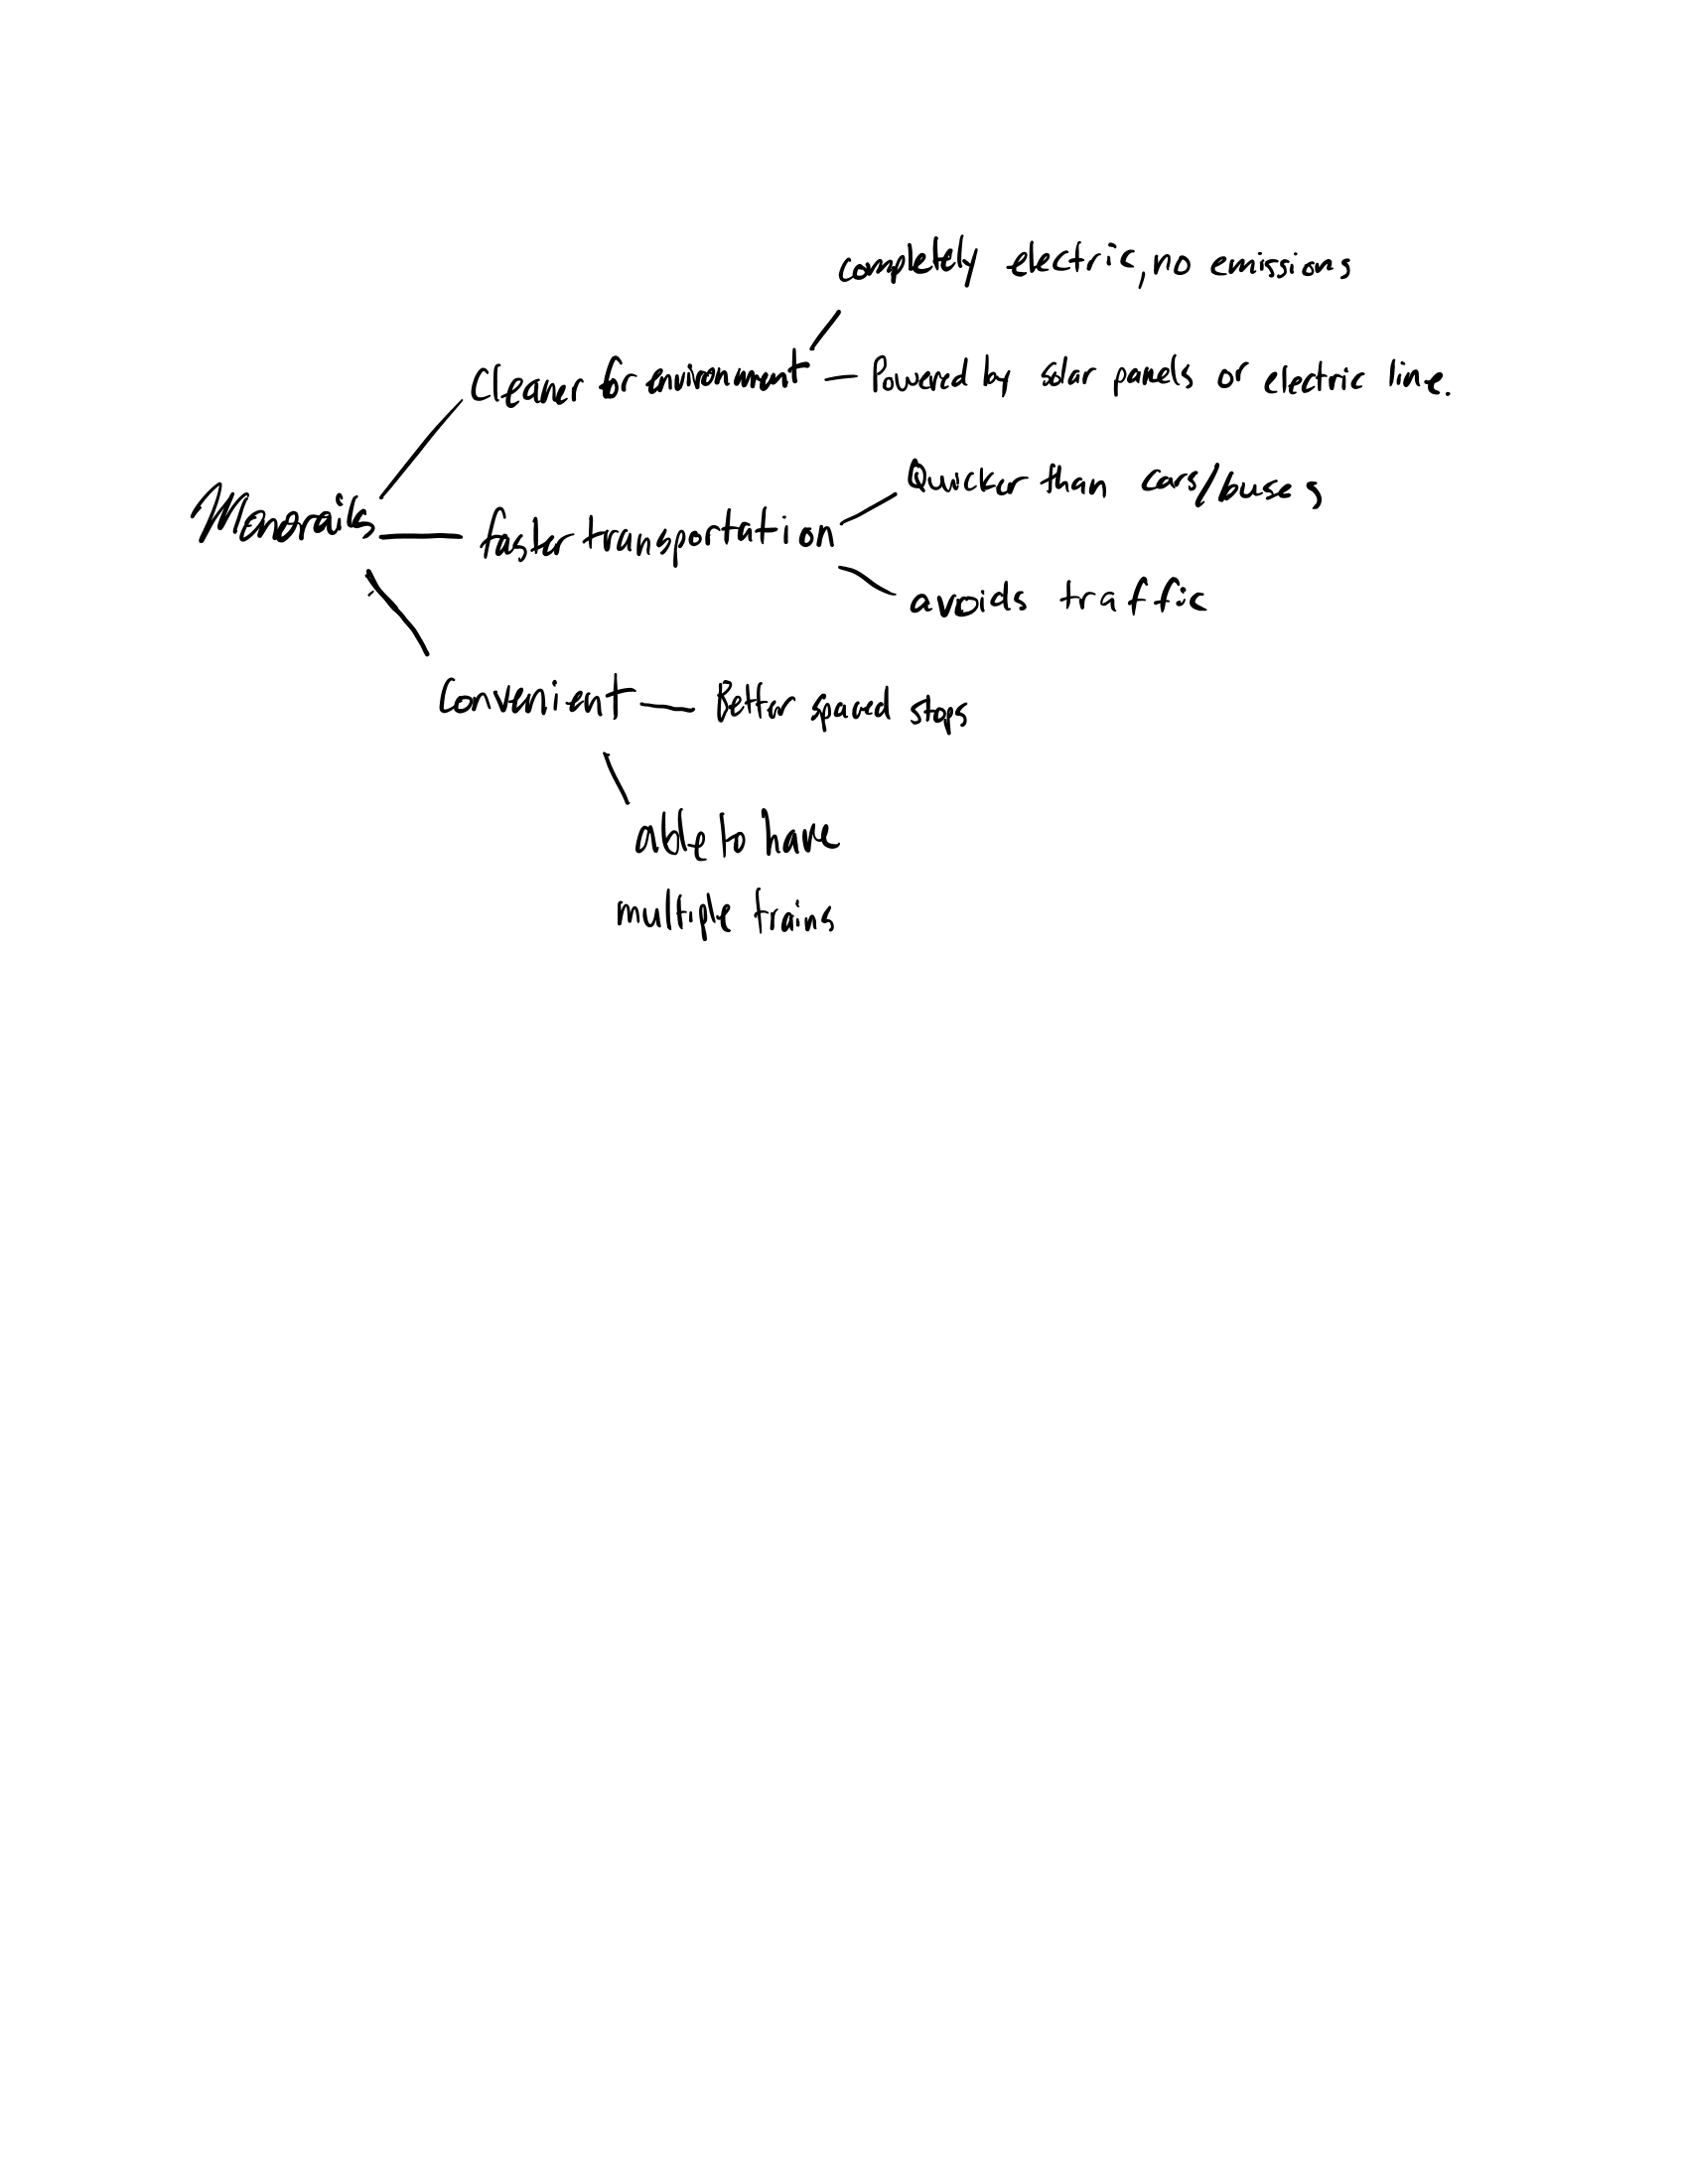 completely electric, no emissions
Cleaner for environment
Powered by solar panels or electric line.
Quicker than cars/buses
Monorails
faster transportation
avoids traffic
Convenient
Better spaced stops
able to have
multiple trains